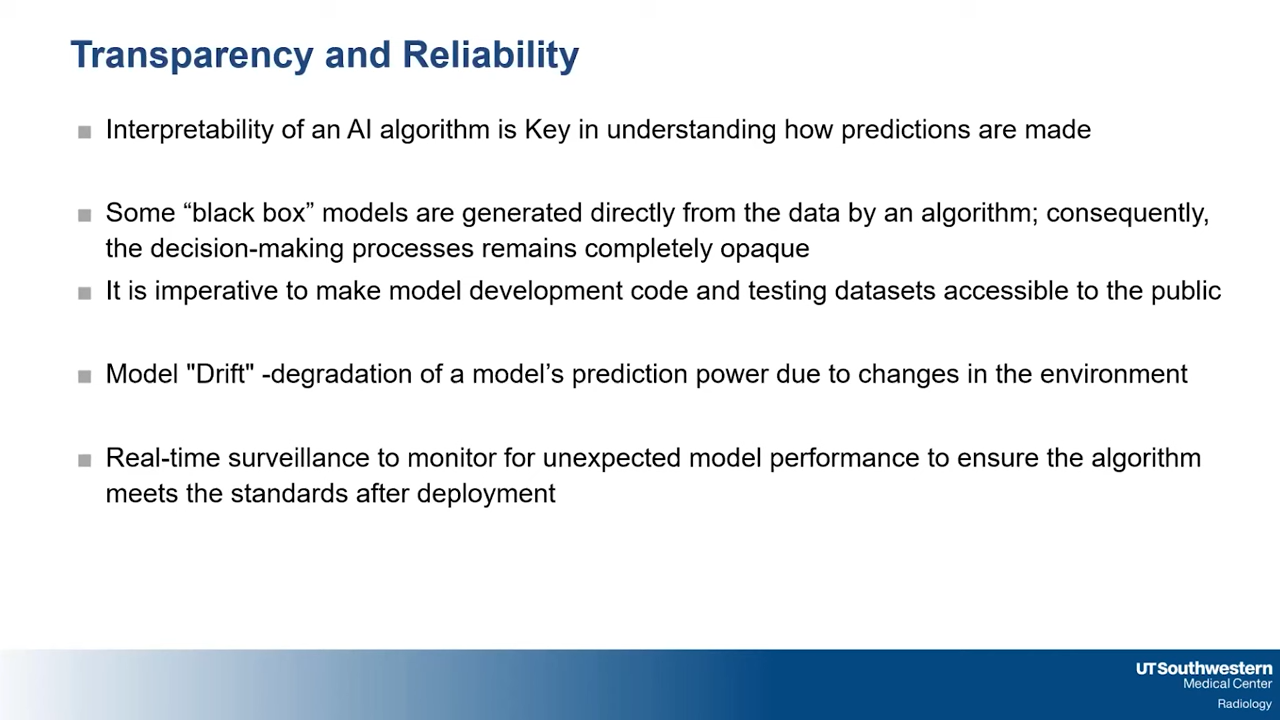 Transparency and Reliability
■ Interpretability of an AI algorithm is Key in understanding how predictions are made
■ Some “black box” models are generated directly from the data by an algorithm; consequently,
the decision-making processes remains completely opaque
■ It is imperative to make model development code and testing datasets accessible to the public
■ Model "Drift" -degradation of a model’s prediction power due to changes in the environment
■ Real-time surveillance to monitor for unexpected model performance to ensure the algorithm
meets the standards after deployment
UTSouthwestern
Medical Center
Radiology